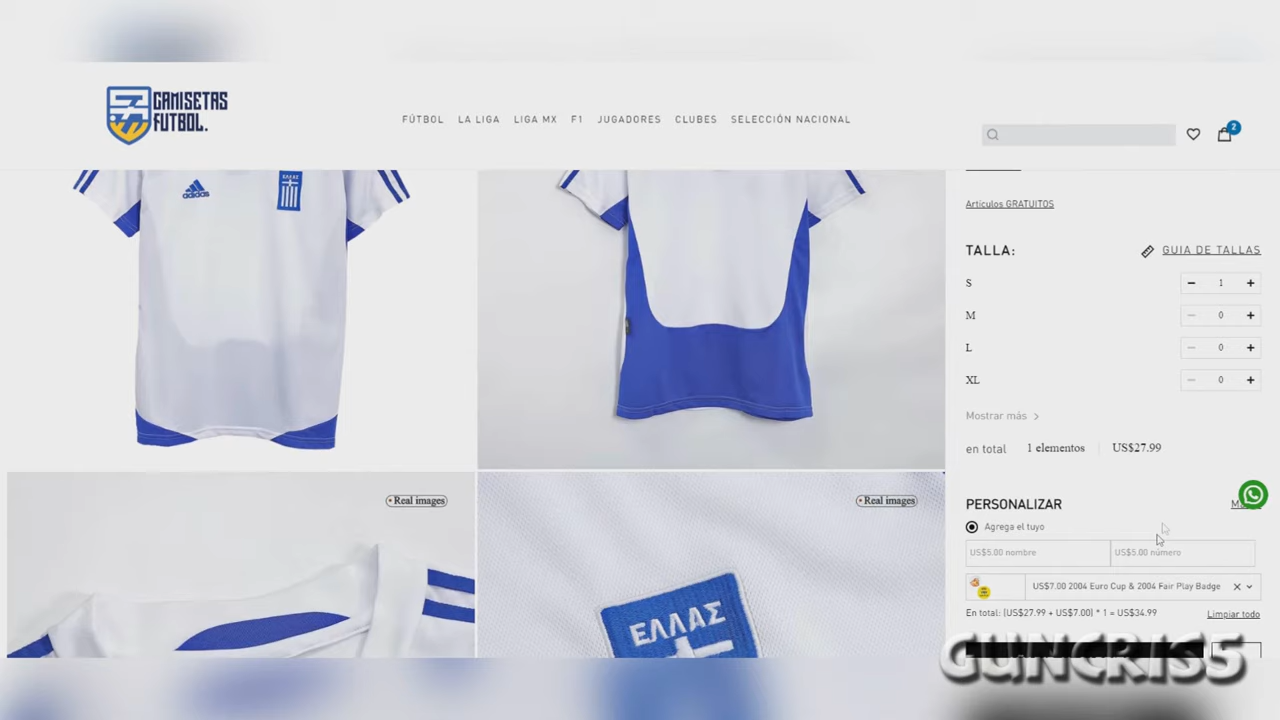 CAMISETAS
FUTBOL.
FÚTBOL LA LIGA LIGA MX F1 JUGADORES CLUBES SELECCIÓN NACIONAL
2
adidas
ΕΛΛΑΣ
Artículos GRATUITOS
TALLA: GUIA DE TALLAS
S - 1 +
M - 0 +
L - 0 +
XL - 0 +
Mostrar más >
en total 1 elementos US$27.99
Real images
Real images
PERSONALIZAR
Agrega el tuyo
US$5.00 nombre US$5.00 número
US$7.00 2004 Euro Cup & 2004 Fair Play Badge
En total: (US$27.99 + US$7.00) * 1 = US$34.99
Limpiar todo
ΕΛΛΑΣ
GUNCRISS